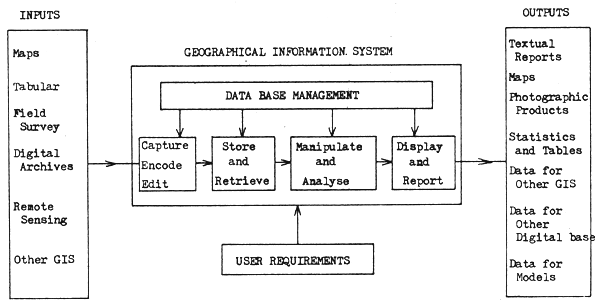 INPUTS
Maps
Tabular
Field
Survey
Digital
Archives
Remote
Sensing
Other GIS
GEOGRAPHICAL INFORMATION. SYSTEM
DATA BASE MANAGEMENT
Capture
Encode
Edit
Store
and
Retrieve
Manipulate
and
Analyse
Display
and
Report
USER REQUIREMENTS
OUTPUTS
Textual
Reports
Maps
Photographic
Products
Statistics
and Tables
Data for
Other GIS
Data for
Other
Digital base
Data for
Models